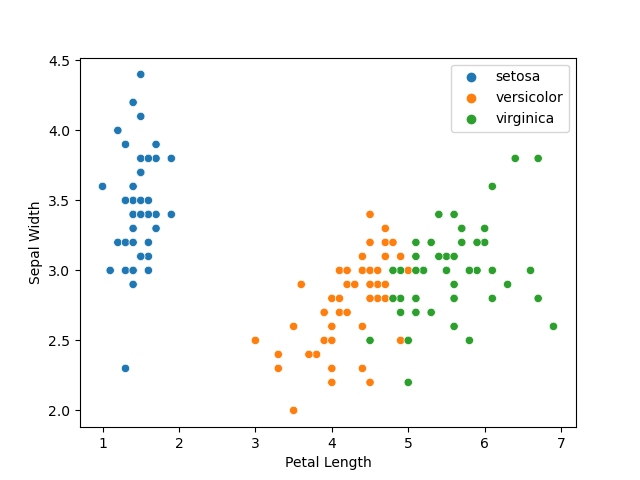 4.5
4.0
3.5
3.0
2.5
2.0
Sepal Width
setosa
versicolor
virginica
1 2 3 4 5 6 7
Petal Length